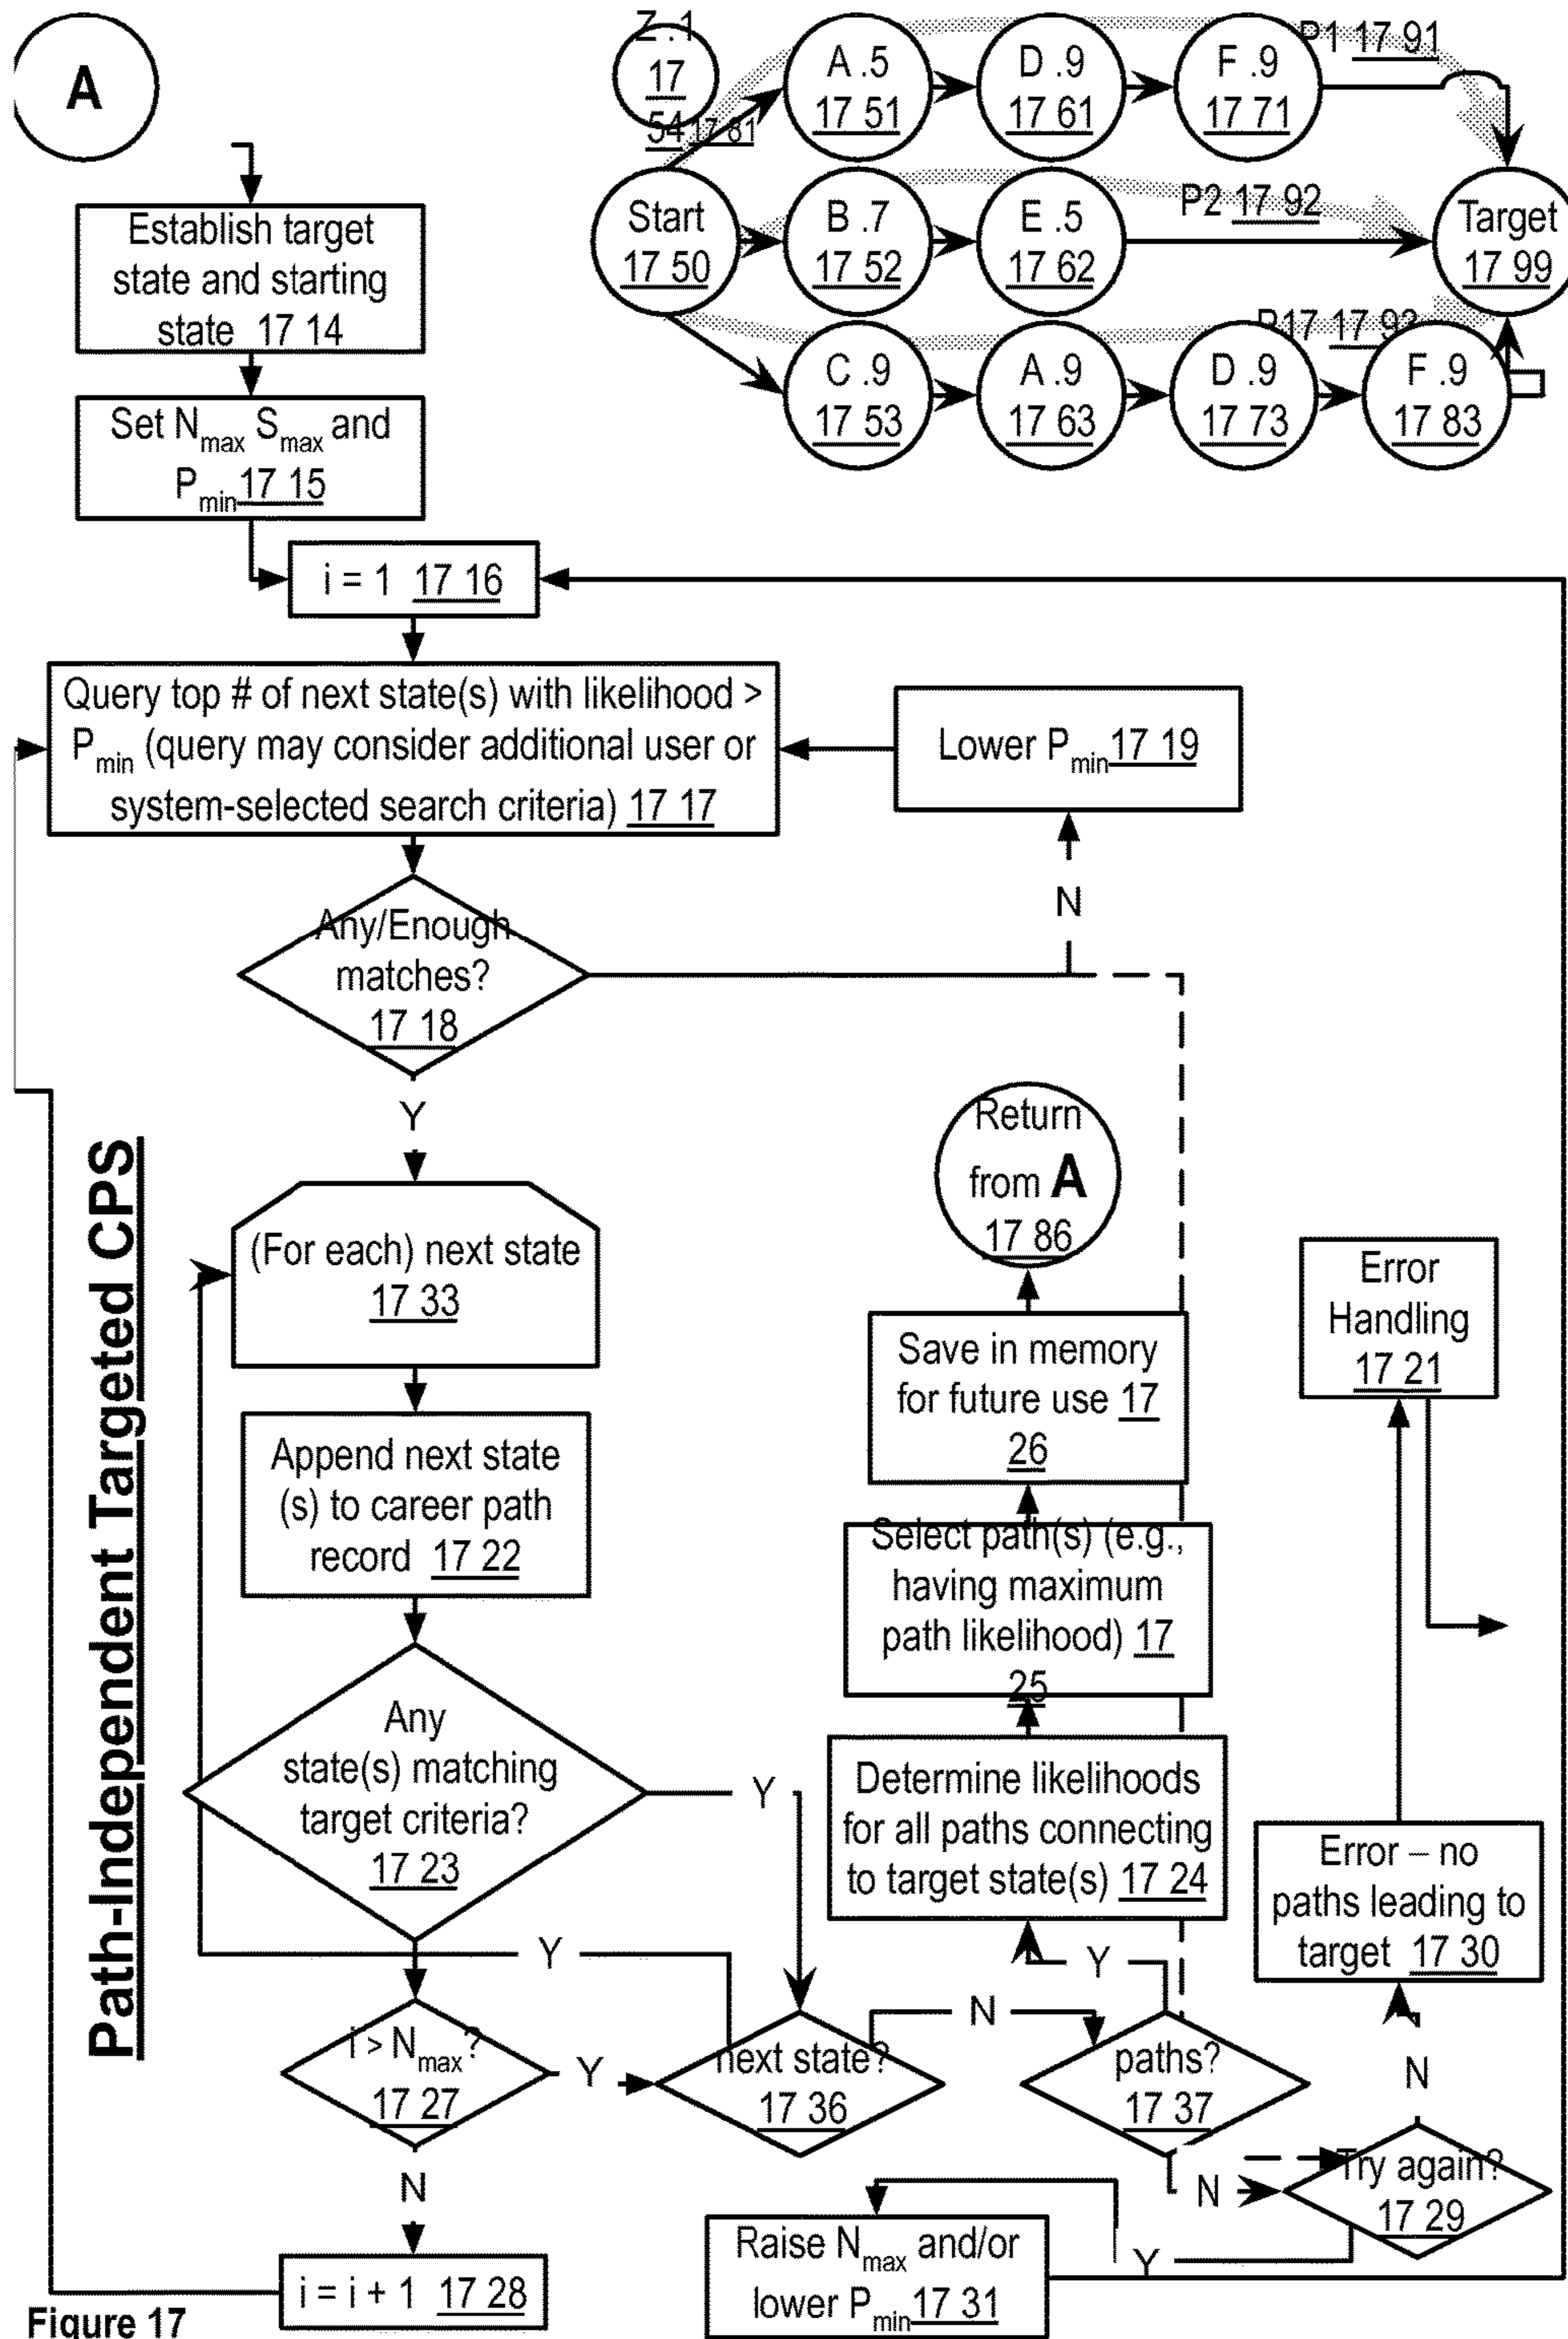 A
Z .1
17
54
17 81
A .5
17 51
D .9
17 61
F .9
17 71
P1 17 91
Start
17 50
B .7
17 52
E .5
17 62
P2 17 92
Target
17 99
C .9
17 53
A .9
17 63
D .9
17 73
F .9
17 83
P17 17 93
Establish target
state and starting
state 17 14
Set Nmax Smax and
Pmin 17 15
i = 1 17 16
Query top # of next state(s) with likelihood >
Pmin (query may consider additional user or
system-selected search criteria) 17 17
Lower Pmin 17 19
N
Any/Enough
matches?
17 18
Y
Path-Independent Targeted CPS
(For each) next state
17 33
Append next state
(s) to career path
record 17 22
Any
state(s) matching
target criteria?
17 23
Y
Return
from A
17 86
Save in memory
for future use 17
26
Select path(s) (e.g.,
having maximum
path likelihood) 17
25
Determine likelihoods
for all paths connecting
to target state(s) 17 24
Error
Handling
17 21
Error – no
paths leading to
target 17 30
Y
Y
N
N
i > Nmax?
17 27
Y
next state?
17 36
paths?
17 37
N
Try again?
17 29
N
Y
Raise Nmax and/or
lower Pmin 17 31
i = i + 1 17 28
Figure 17